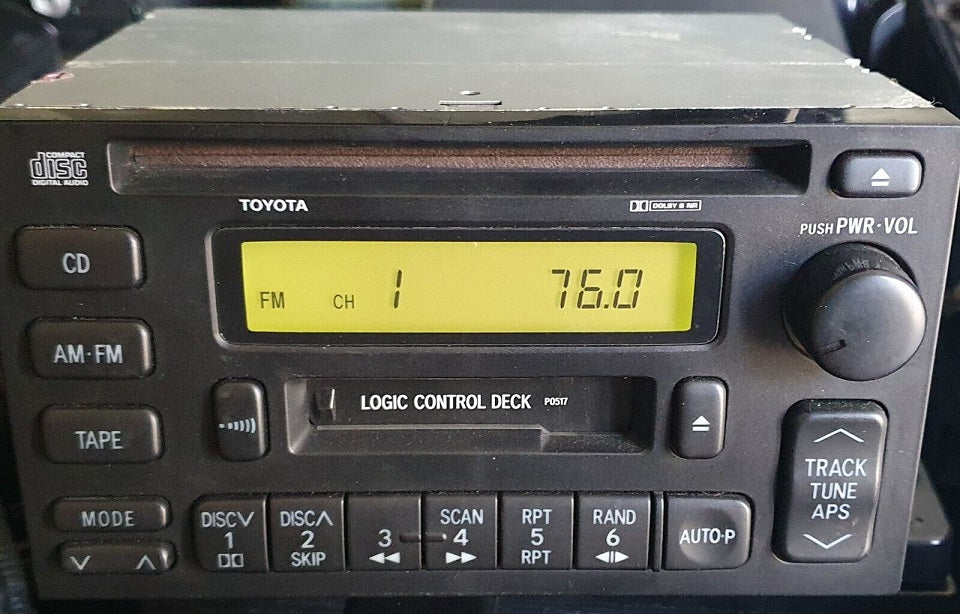 COMPACT
disc
DIGITAL AUDIO
TOYOTA
DOLBY B NR
PUSH PWR·VOL
CD
FM CH 1 76.0
AM·FM
LOGIC CONTROL DECK P0517
TAPE
TRACK
TUNE
APS
MODE
DISC∨
1
DISC∧
2
SKIP
3
◀◀
SCAN
4
▶▶
RPT
5
RPT
RAND
6
AUTO·P